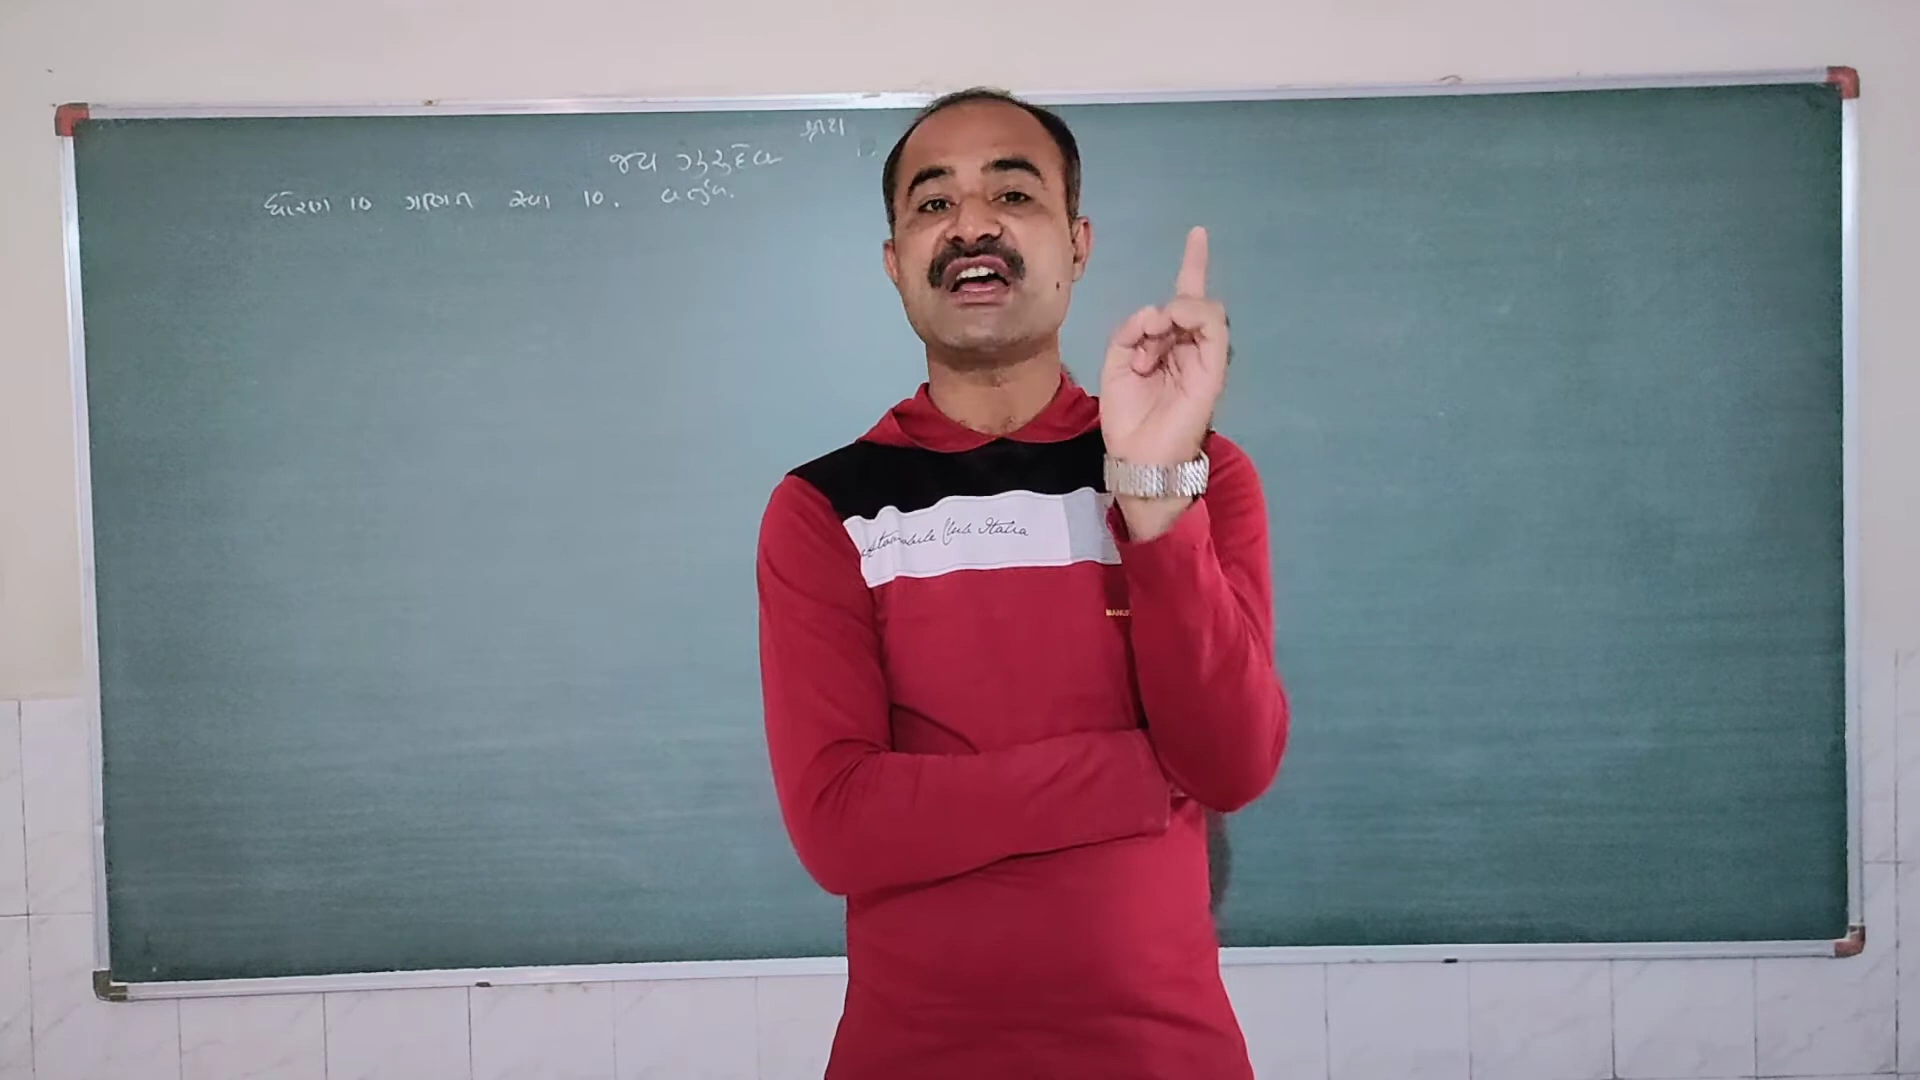 શ્રી
જય ગુરુદેવ
ધોરણ 10 ગણિત સ્વા 10. વર્તુળ.
Automobile Club Italia